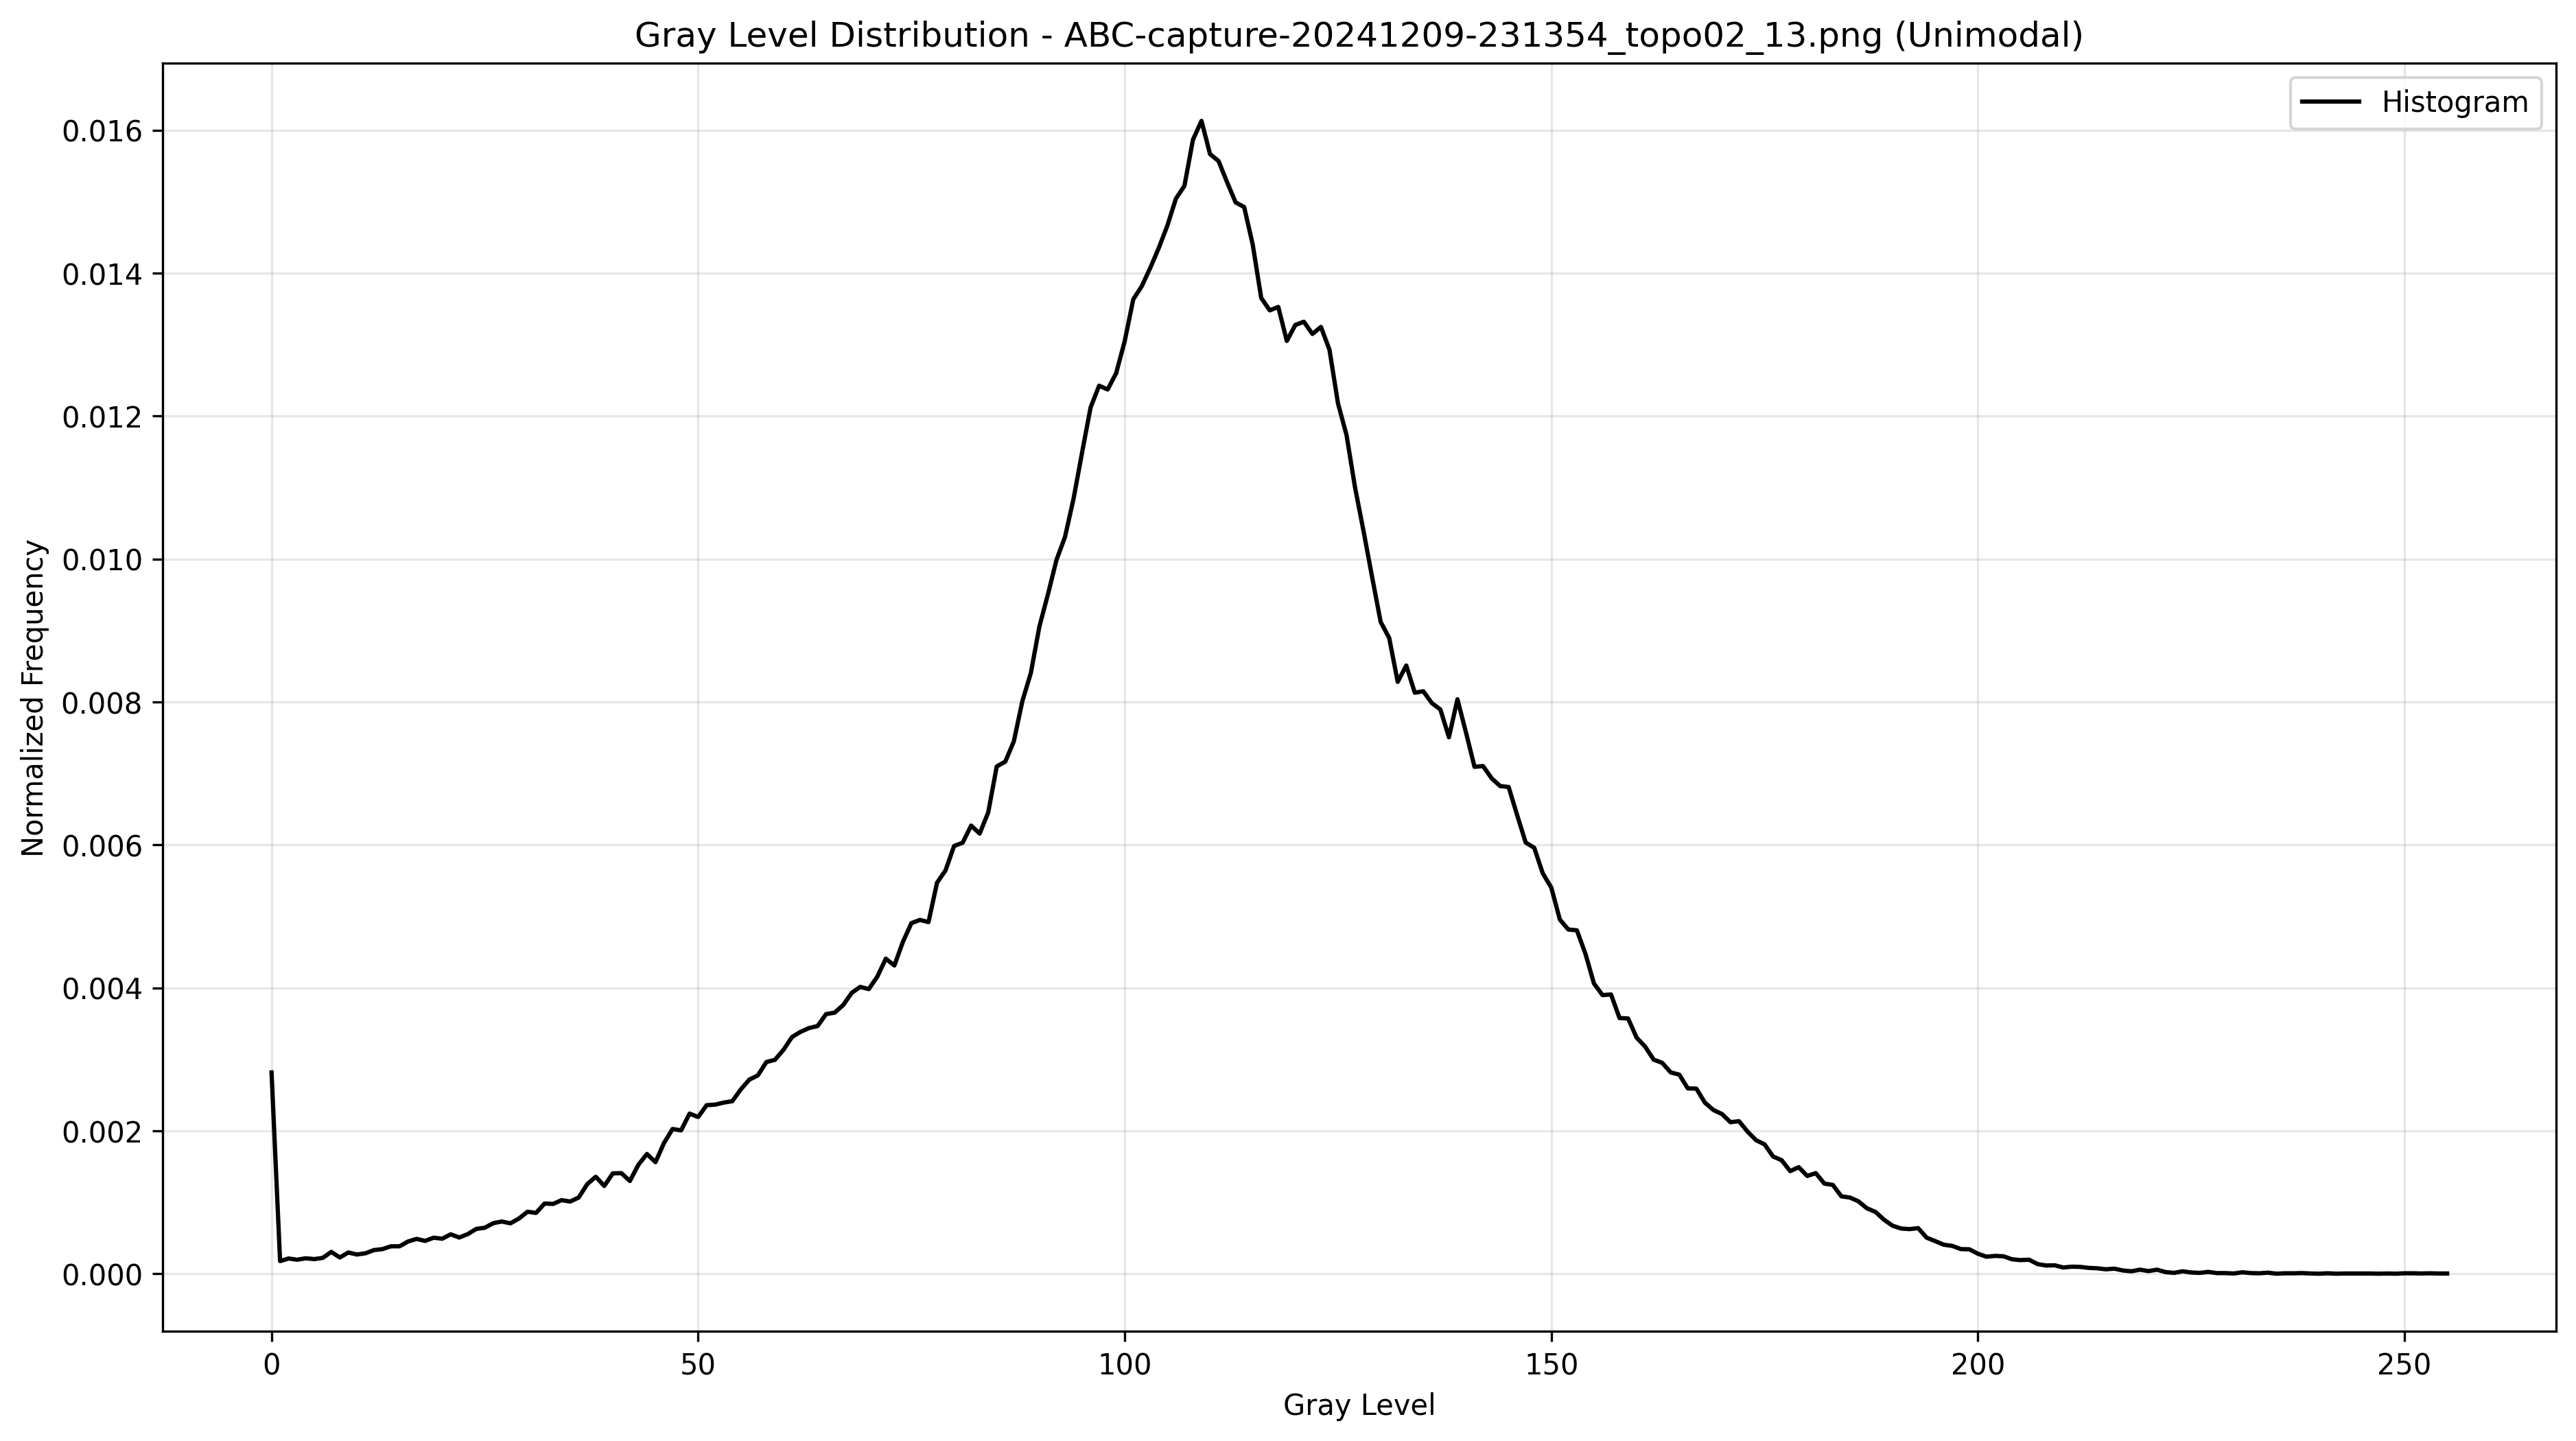 Gray Level Distribution - ABC-capture-20241209-231354_topo02_13.png (Unimodal)
Histogram
0.016
0.014
0.012
0.010
0.008
0.006
0.004
0.002
0.000
Normalized Frequency
0 50 100 150 200 250
Gray Level